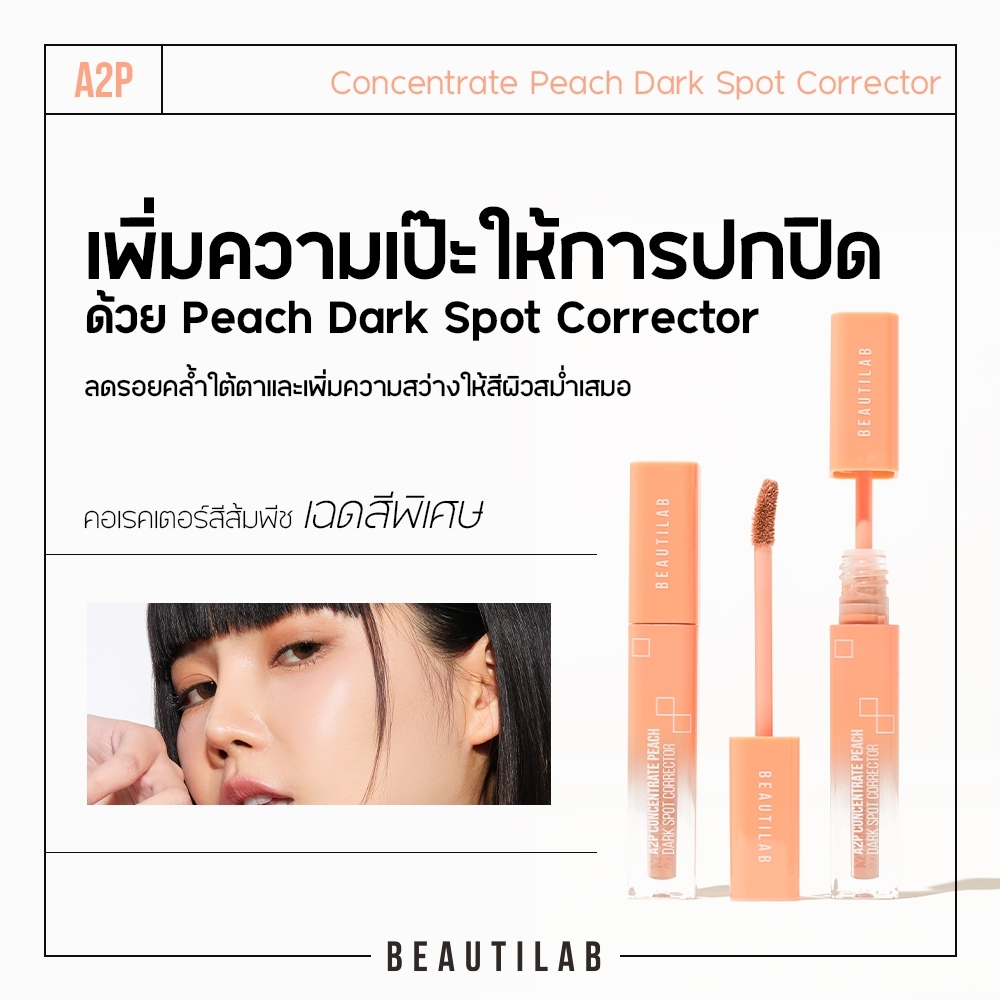 A2P
Concentrate Peach Dark Spot Corrector
เพิ่มความเป๊ะให้การปกปิด
ด้วย Peach Dark Spot Corrector
ลดรอยคล้ำใต้ตาและเพิ่มความสว่างให้สีผิวสม่ำเสมอ
คอเรคเตอร์สีส้มพีช เฉดสีพิเศษ
BEAUTILAB
BEAUTILAB
A2P CONCENTRATE PEACH
DARK SPOT CORRECTOR
BEAUTILAB
A2P CONCENTRATE PEACH
DARK SPOT CORRECTOR
BEAUTILAB